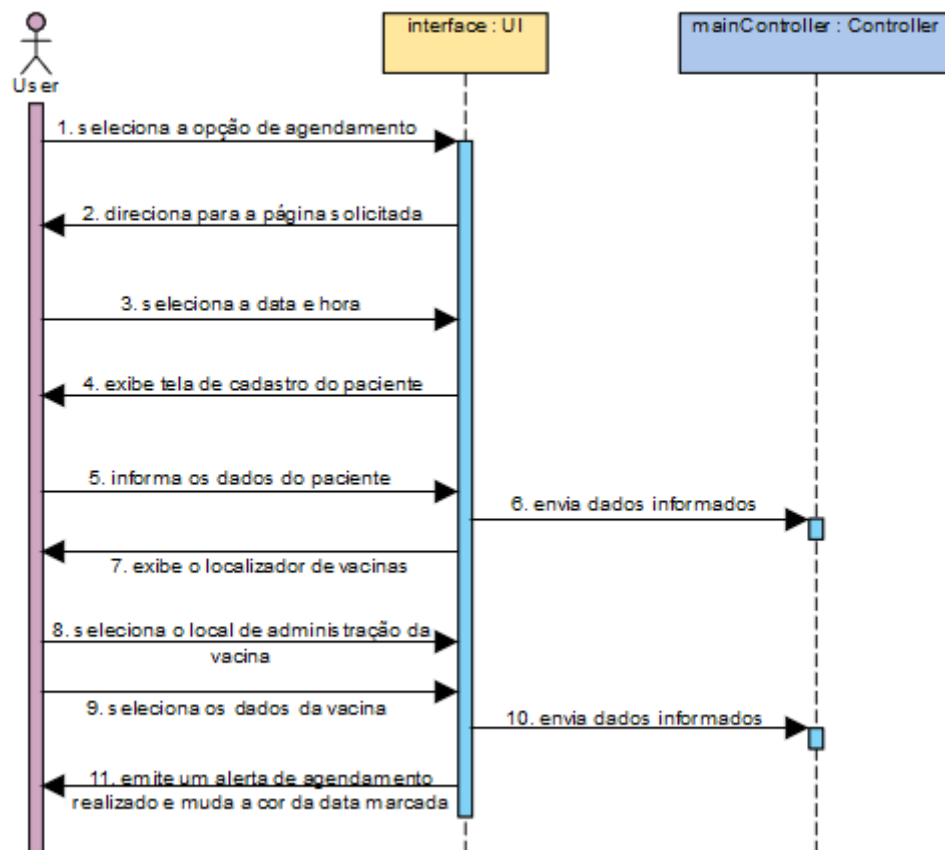 interface : UI
mainController : Controller
User
1. seleciona a opção de agendamento
2. direciona para a página solicitada
3. seleciona a data e hora
4. exibe tela de cadastro do paciente
5. informa os dados do paciente
6. envia dados informados
7. exibe o localizador de vacinas
8. seleciona o local de administração da
vacina
9. seleciona os dados da vacina
10. envia dados informados
11. emite um alerta de agendamento
realizado e muda a cor da data marcada